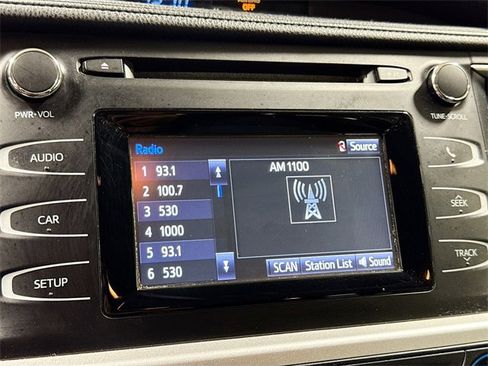 OFF
PWR•VOL
TUNE•SCROLL
AUDIO
CAR
SETUP
SEEK
TRACK
Radio
Source
AM 1100
1 93.1
2 100.7
3 530
4 1000
5 93.1
6 530
SCAN
Station List
Sound